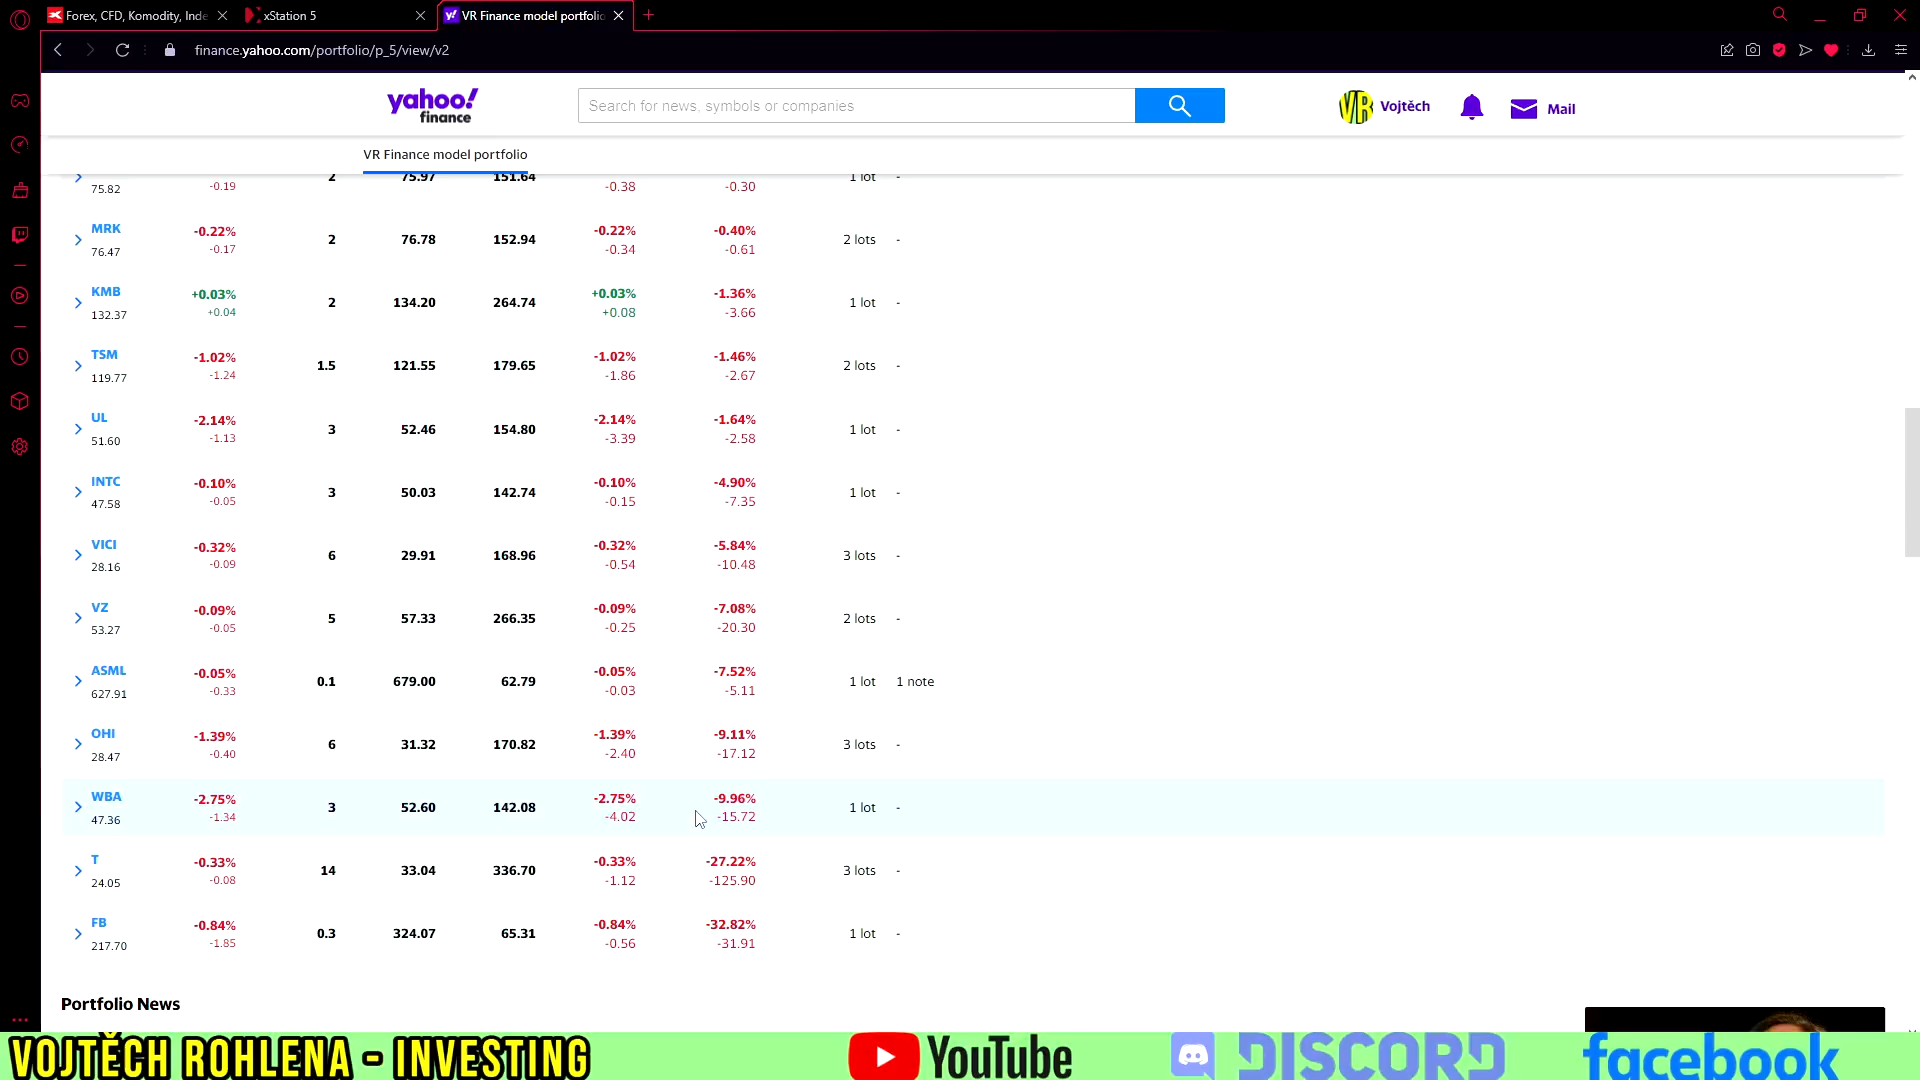 Forex, CFD, Komodity, Inde
xStation 5
VR Finance model portfolio
finance.yahoo.com/portfolio/p_5/view/v2
yahoo!
finance
Search for news, symbols or companies
VR Vojtěch
Mail
VR Finance model portfolio
75.82 -0.19 2 75.97 151.64 -0.38 -0.30 1 lot -
MRK -0.22% -0.22% -0.40%
2 76.78 152.94 2 lots -
76.47 -0.17 -0.34 -0.61
KMB +0.03% +0.03% -1.36%
2 134.20 264.74 1 lot -
132.37 +0.04 +0.08 -3.66
TSM -1.02% -1.02% -1.46%
1.5 121.55 179.65 2 lots -
119.77 -1.24 -1.86 -2.67
UL -2.14% -2.14% -1.64%
3 52.46 154.80 1 lot -
51.60 -1.13 -3.39 -2.58
INTC -0.10% -0.10% -4.90%
3 50.03 142.74 1 lot -
47.58 -0.05 -0.15 -7.35
VICI -0.32% -0.32% -5.84%
6 29.91 168.96 3 lots -
28.16 -0.09 -0.54 -10.48
VZ -0.09% -0.09% -7.08%
5 57.33 266.35 2 lots -
53.27 -0.05 -0.25 -20.30
ASML -0.05% -0.05% -7.52%
0.1 679.00 62.79 1 lot 1 note
627.91 -0.33 -0.03 -5.11
OHI -1.39% -1.39% -9.11%
6 31.32 170.82 3 lots -
28.47 -0.40 -2.40 -17.12
WBA -2.75% -2.75% -9.96%
3 52.60 142.08 1 lot -
47.36 -1.34 -4.02 -15.72
T -0.33% -0.33% -27.22%
14 33.04 336.70 3 lots -
24.05 -0.08 -1.12 -125.90
FB -0.84% -0.84% -32.82%
0.3 324.07 65.31 1 lot -
217.70 -1.85 -0.56 -31.91
Portfolio News
VOJTĚCH ROHLENA - INVESTING YouTube DISCORD facebook